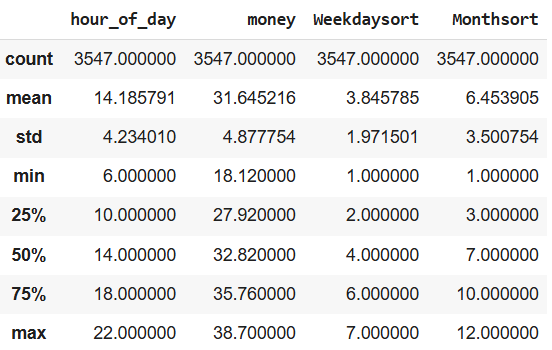 hour_of_day money Weekdaysort Monthsort
count 3547.000000 3547.000000 3547.000000 3547.000000
mean 14.185791 31.645216 3.845785 6.453905
std 4.234010 4.877754 1.971501 3.500754
min 6.000000 18.120000 1.000000 1.000000
25% 10.000000 27.920000 2.000000 3.000000
50% 14.000000 32.820000 4.000000 7.000000
75% 18.000000 35.760000 6.000000 10.000000
max 22.000000 38.700000 7.000000 12.000000